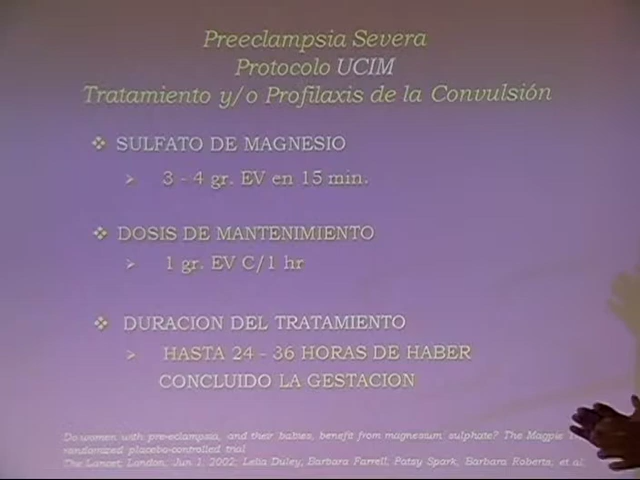 Preeclampsia Severa
Protocolo UCIM
Tratamiento y/o Profilaxis de la Convulsión
SULFATO DE MAGNESIO
3 - 4 gr. EV en 15 min.
DOSIS DE MANTENIMIENTO
1 gr. EV C/1 hr
DURACION DEL TRATAMIENTO
HASTA 24 - 36 HORAS DE HABER
CONCLUIDO LA GESTACION
Do women with pre-eclampsia, and their babies, benefit from magnesium sulphate? The Magpie
randomized placebo-controlled trial
The Lancet; London; Jun 1, 2002; Lelia Duley; Barbara Farrell; Patsy Spark; Barbara Roberts; et al.